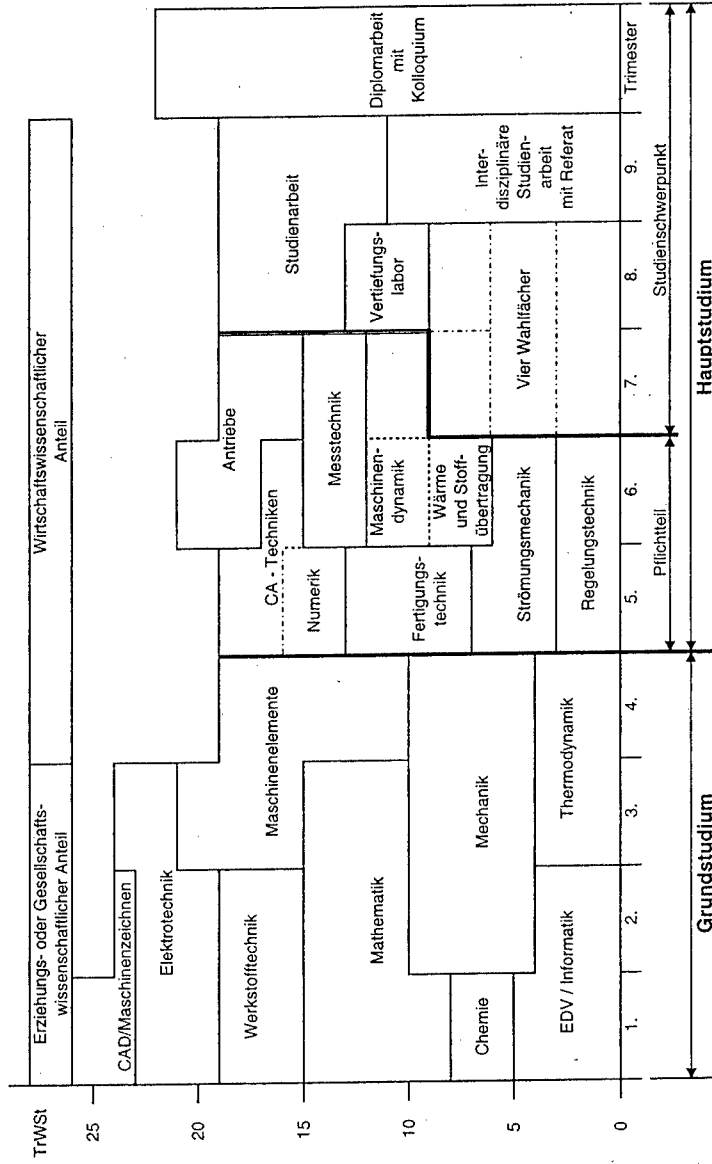 TrWSt
Erziehungs- oder Gesellschafts-
wissenschaftlicher Anteil
Wirtschaftswissenschaftlicher
Anteil
25
20
15
10
5
0
CAD/Maschinenzeichnen
Elektrotechnik
Werkstofftechnik
Mathematik
Chemie
EDV / Informatik
Maschinenelemente
Mechanik
Thermodynamik
CA - Techniken
Numerik
Fertigungs-
technik
Strömungsmechanik
Regelungstechnik
Antriebe
Messtechnik
Maschinen-
dynamik
Wärme
und Stoff-
übertragung
Studienarbeit
Vertiefungs-
labor
Vier Wahlfächer
Inter-
disziplinäre
Studien-
arbeit
mit Referat
Diplomarbeit
mit
Kolloquium
1.
2.
3.
4.
5.
6.
7.
8.
9.
Trimester
Pflichtteil
Studienschwerpunkt
Grundstudium
Hauptstudium